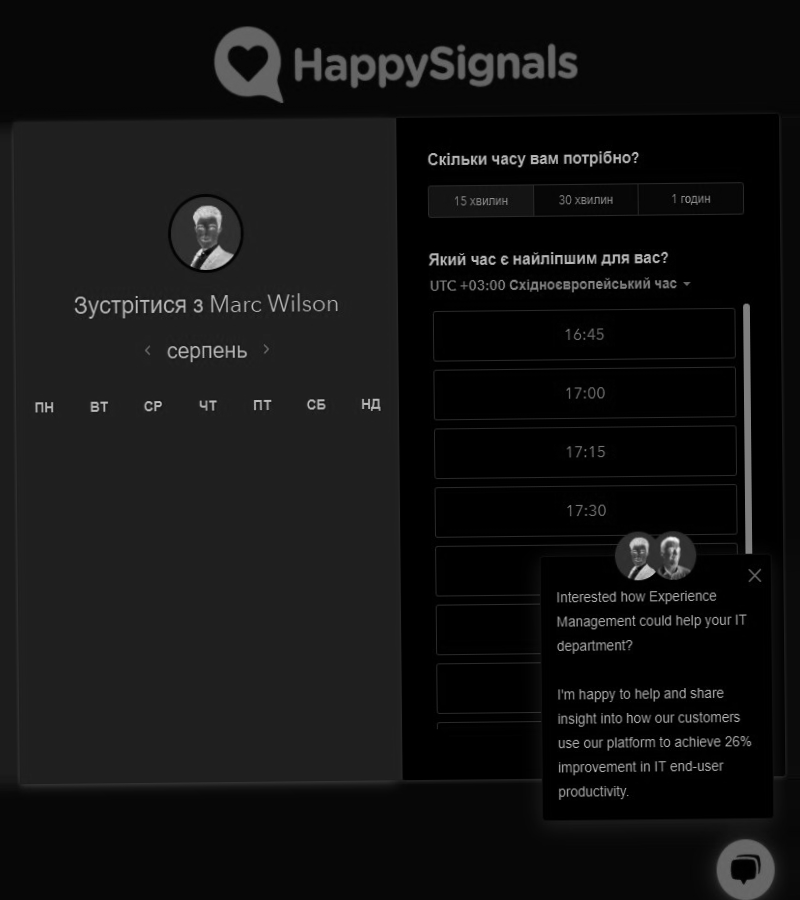 HappySignals
Зустрітися з Marc Wilson
серпень
ПН ВТ СР ЧТ ПТ СБ НД
Скільки часу вам потрібно?
15 хвилин 30 хвилин 1 годин
Який час є найліпшим для вас?
UTC +03:00 Східноєвропейський час
16:45
17:00
17:15
17:30
Interested how Experience
Management could help your IT
department?
I'm happy to help and share
insight into how our customers
use our platform to achieve 26%
improvement in IT end-user
productivity.